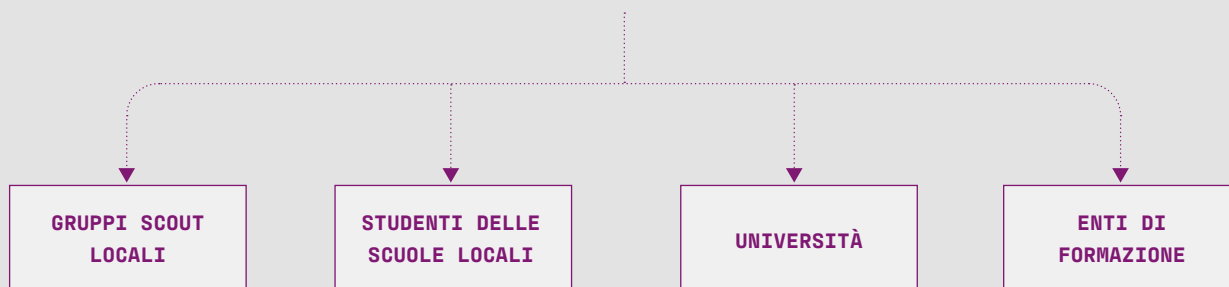 GRUPPI SCOUT
LOCALI
STUDENTI DELLE
SCUOLE LOCALI
UNIVERSITÀ
ENTI DI
FORMAZIONE